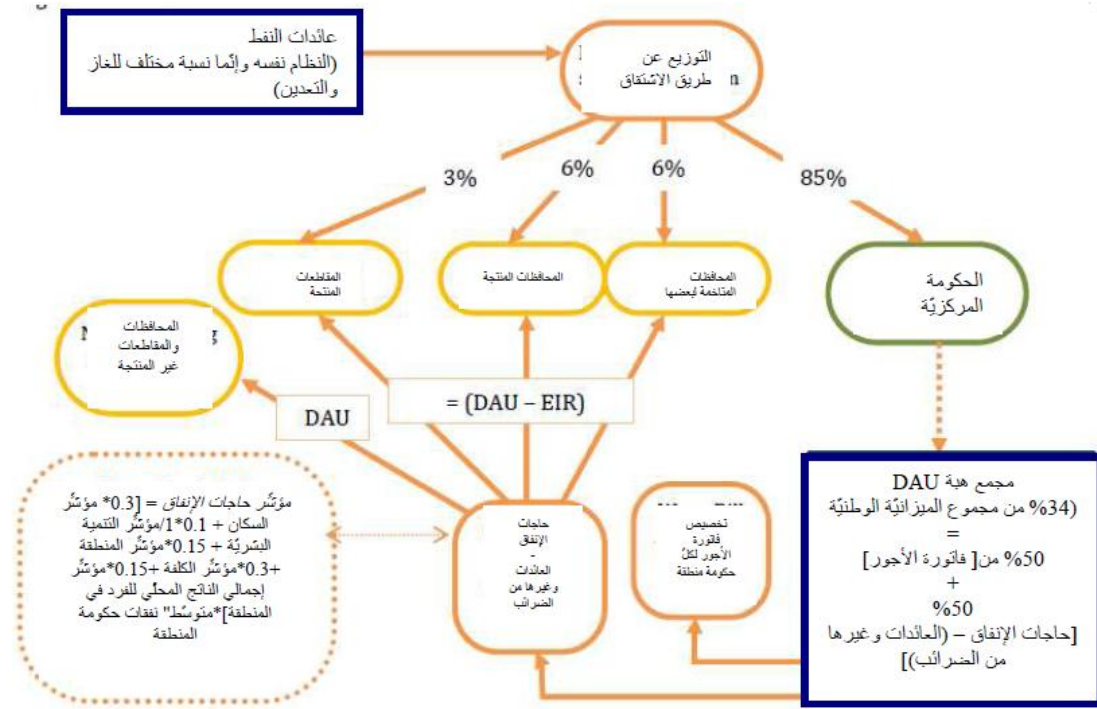 عائدات النفط
(النظام نفسه وإنّما نسبة مختلف للغاز
والتعدين)
التوزيع عن
طريق الاشتقاق
3%
6%
6%
85%
المقاطعات
المنتجة
المحافظات المنتجة
المحافظات
المتاخمة لبعضها
الحكومة
المركزيّة
المحافظات
والمقاطعات
غير المنتجة
DAU
= (DAU – EIR)
مؤشّر حاجات الإنفاق = [0.3* مؤشّر
السكان + 0.1*1/مؤشّر التنمية
البشريّة + 0.15*مؤشّر المنطقة
+0.3*مؤشّر الكلفة +0.15*مؤشّر
إجمالي الناتج المحلّي للفرد في
المنطقة]*متوسّط" نفقات حكومة
المنطقة
حاجات
الإنفاق
-
العائدات
وغيرها من
الضرائب
تخصيص
فاتورة
الأجور لكلّ
حكومة منطقة
مجمع هبة DAU
(34% من مجموع الميزانيّة الوطنيّة
=
50% من[ فاتورة الأجور]
+
50%
[حاجات الإنفاق – (العائدات وغيرها
من الضرائب)]